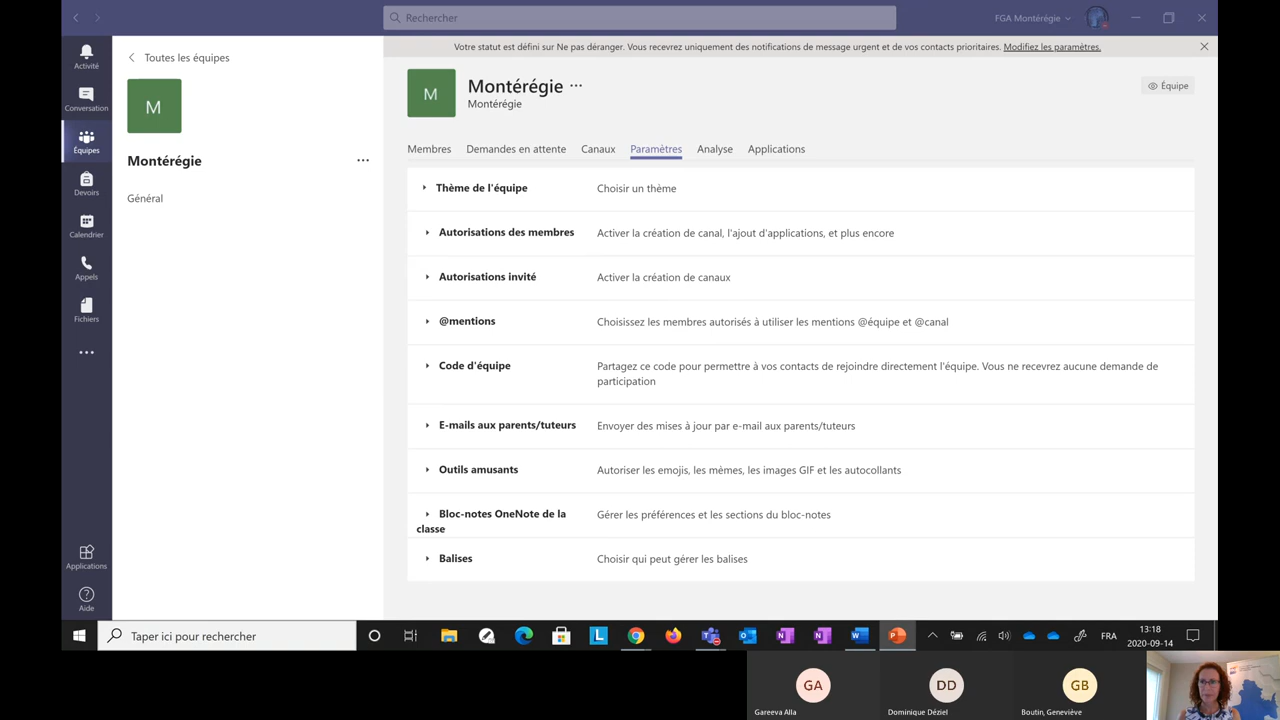 Rechercher
FGA Montérégie
Votre statut est défini sur Ne pas déranger. Vous recevrez uniquement des notifications de message urgent et de vos contacts prioritaires. Modifiez les paramètres.
Activité
Conversation
Équipes
Devoirs
Calendrier
Appels
Fichiers
Applications
Aide
Toutes les équipes
M
Montérégie
Général
M
Montérégie
Montérégie
Équipe
Membres Demandes en attente Canaux Paramètres Analyse Applications
Thème de l'équipe Choisir un thème
Autorisations des membres Activer la création de canal, l'ajout d'applications, et plus encore
Autorisations invité Activer la création de canaux
@mentions Choisissez les membres autorisés à utiliser les mentions @équipe et @canal
Code d'équipe Partagez ce code pour permettre à vos contacts de rejoindre directement l'équipe. Vous ne recevrez aucune demande de
participation
E-mails aux parents/tuteurs Envoyer des mises à jour par e-mail aux parents/tuteurs
Outils amusants Autoriser les emojis, les mèmes, les images GIF et les autocollants
Bloc-notes OneNote de la Gérer les préférences et les sections du bloc-notes
classe
Balises Choisir qui peut gérer les balises
Taper ici pour rechercher
FRA
13:18
2020-09-14
GA
Gareeva Alla
DD
Dominique Déziel
GB
Boutin, Geneviève